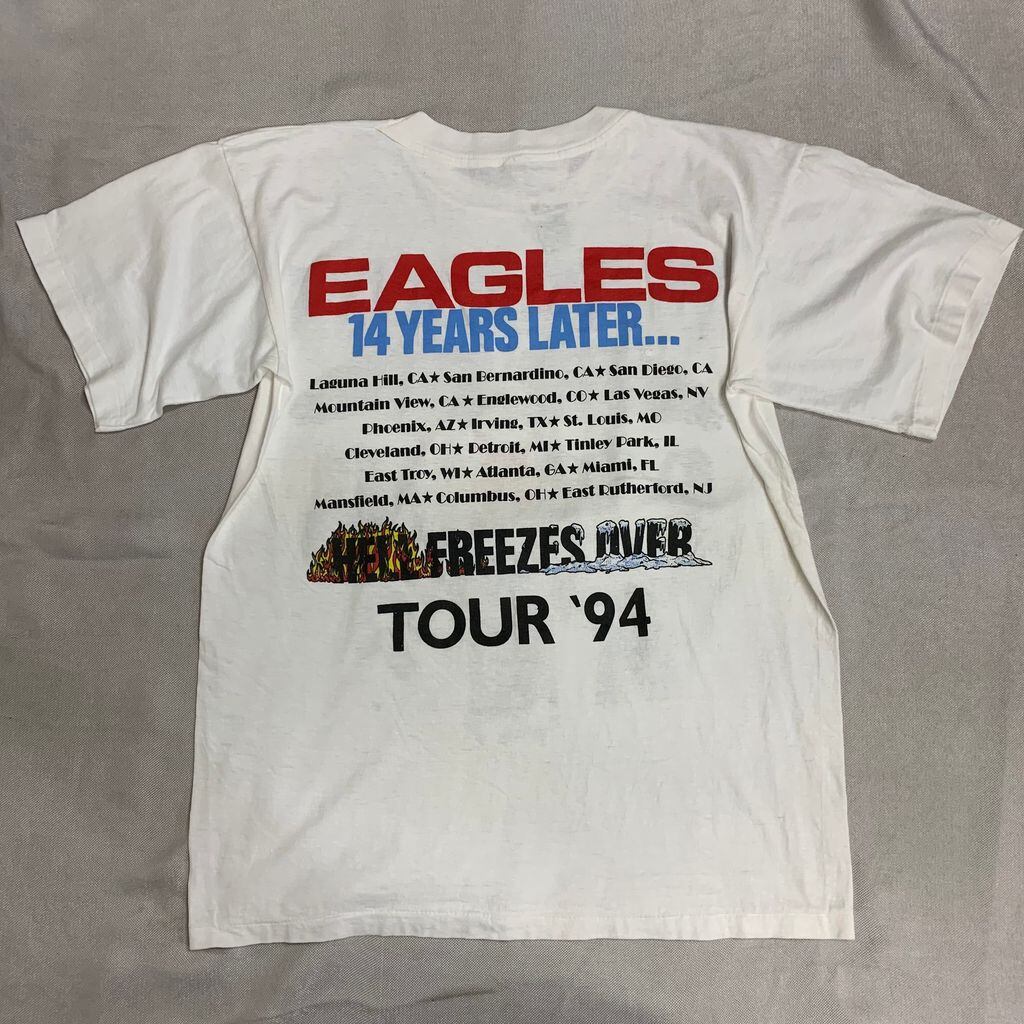 EAGLES
14 YEARS LATER...
Laguna Hill, CA★ San Bernardino, CA★ San Diego, CA
Mountain View, CA ★ Englewood, CO★ Las Vegas, NV
Phoenix, AZ★ Irving, TX★ St. Louis, MO
Cleveland, OH★ Detroit, MI★ Tinley Park, IL
East Troy, WI★ Atlanta, GA★ Miami, FL
Mansfield, MA★ Columbus, OH★ East Rutherford, NJ
HELL FREEZES OVER
TOUR '94